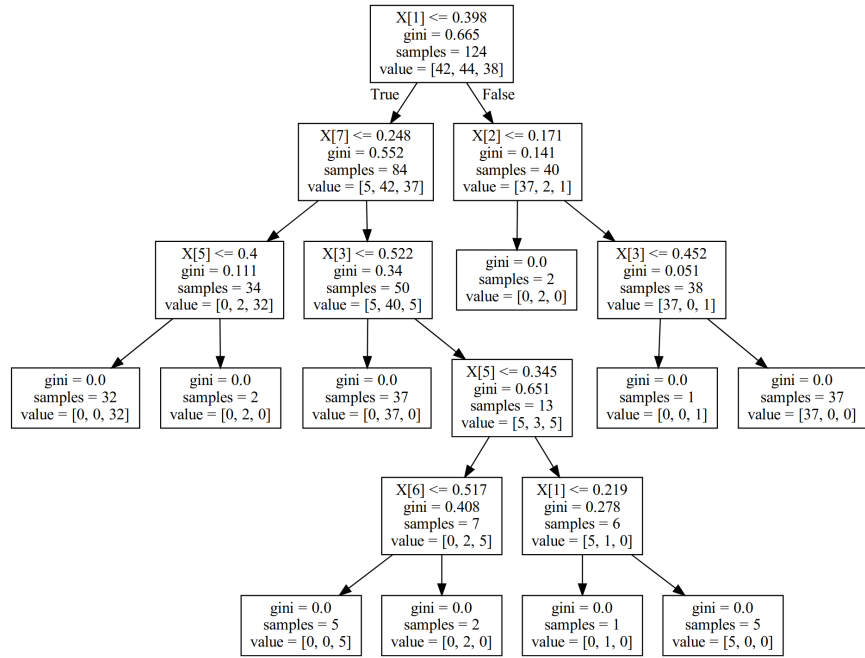 X[1] <= 0.398
gini = 0.665
samples = 124
value = [42, 44, 38]
True
False
X[7] <= 0.248
gini = 0.552
samples = 84
value = [5, 42, 37]
X[2] <= 0.171
gini = 0.141
samples = 40
value = [37, 2, 1]
X[5] <= 0.4
gini = 0.111
samples = 34
value = [0, 2, 32]
X[3] <= 0.522
gini = 0.34
samples = 50
value = [5, 40, 5]
gini = 0.0
samples = 2
value = [0, 2, 0]
X[3] <= 0.452
gini = 0.051
samples = 38
value = [37, 0, 1]
gini = 0.0
samples = 32
value = [0, 0, 32]
gini = 0.0
samples = 2
value = [0, 2, 0]
gini = 0.0
samples = 37
value = [0, 37, 0]
X[5] <= 0.345
gini = 0.651
samples = 13
value = [5, 3, 5]
gini = 0.0
samples = 1
value = [0, 0, 1]
gini = 0.0
samples = 37
value = [37, 0, 0]
X[6] <= 0.517
gini = 0.408
samples = 7
value = [0, 2, 5]
X[1] <= 0.219
gini = 0.278
samples = 6
value = [5, 1, 0]
gini = 0.0
samples = 5
value = [0, 0, 5]
gini = 0.0
samples = 2
value = [0, 2, 0]
gini = 0.0
samples = 1
value = [0, 1, 0]
gini = 0.0
samples = 5
value = [5, 0, 0]